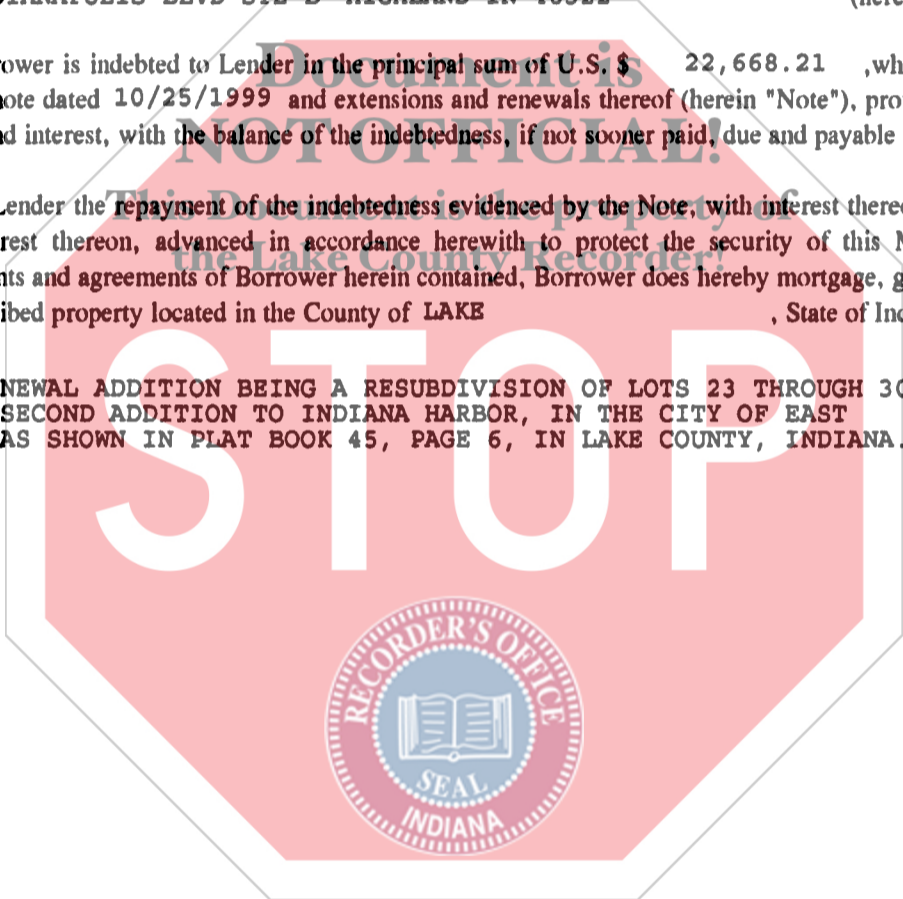 rower is indebted to Lender in the principal sum of U.S. $ 22,668.21 ,wh
ote dated 10/25/1999 and extensions and renewals thereof (herein "Note"), pro
d interest, with the balance of the indebtedness, if not sooner paid, due and payable
Document is
NOT OFFICIAL!
This Document is the property of
the Lake County Recorder!
Lender the repayment of the indebtedness evidenced by the Note, with interest thereo
rest thereon, advanced in accordance herewith to protect the security of this M
ts and agreements of Borrower herein contained, Borrower does hereby mortgage, g
ibed property located in the County of LAKE , State of Ind
NEWAL ADDITION BEING A RESUBDIVISION OF LOTS 23 THROUGH 30
SECOND ADDITION TO INDIANA HARBOR, IN THE CITY OF EAST
AS SHOWN IN PLAT BOOK 45, PAGE 6, IN LAKE COUNTY, INDIANA.
STOP
RECORDER'S OFFICE
SEAL
INDIANA